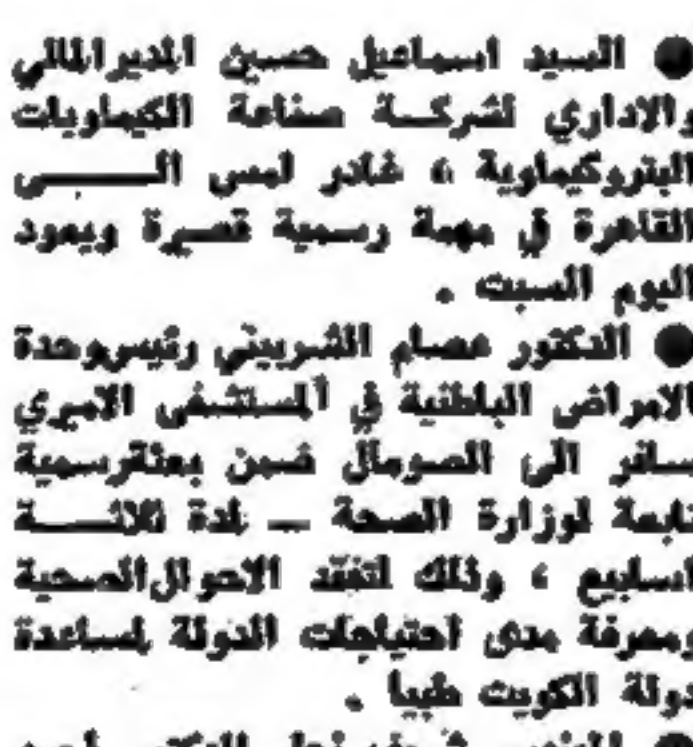 ● السيد اسماعيل حسين المدير المالي
والاداري لشركة صناعة الكيماويات
البتروكيماوية ، غادر امس الى
القاهرة في مهمة رسمية قصيرة ويعود
اليوم السبت .
● الدكتور عصام الشربيني رئيس وحدة
الامراض الباطنية في المستشفى الاميري
سافر الى الصومال ضمن بعثة رسمية
تابعة لوزارة الصحة — لمدة ثلاثة
اسابيع ، وذلك لتفقد الاحوال الصحية
ومعرفة مدى احتياجات الدولة لمساعدة
دولة الكويت طبيا .